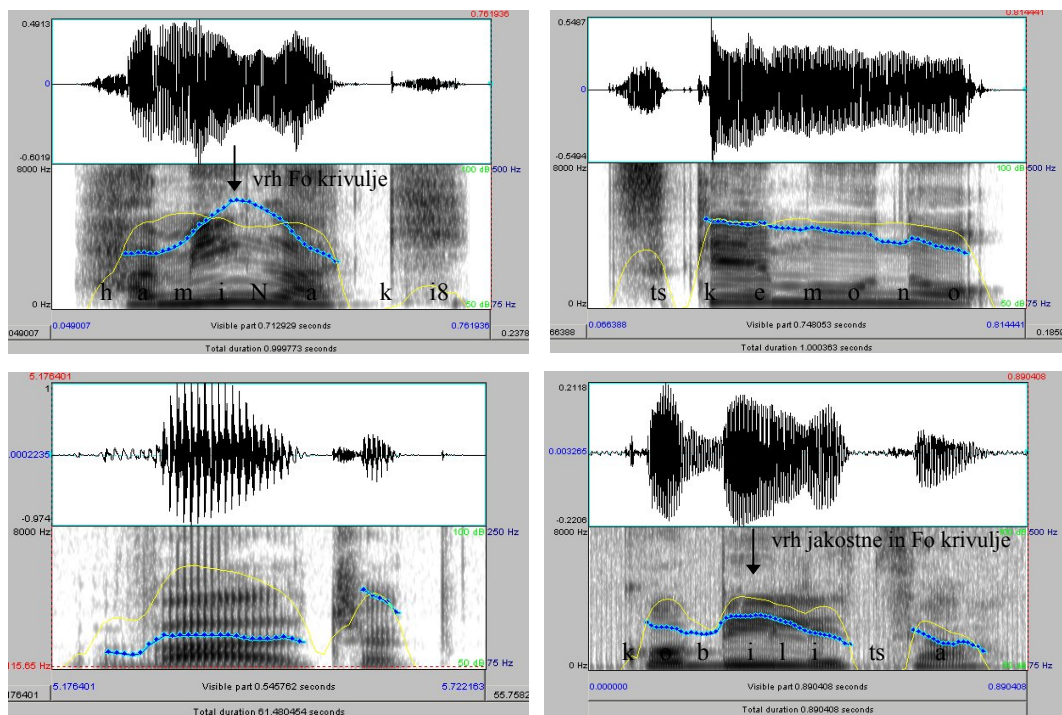 0.761936
0.4913
0
-0.6019
8000 Hz
100 dB
500 Hz
vrh Fo krivulje
h a m i N a k i8
0 Hz
50 dB
75 Hz
0.049007
Visible part 0.712929 seconds
0.761936
049007
0.2378
Total duration 0.999773 seconds
0.814441
0.5487
0
-0.5494
8000 Hz
100 dB
500 Hz
ts k e m o n o
0 Hz
50 dB
75 Hz
0.066388
Visible part 0.748053 seconds
0.814441
66388
0.1859
Total duration 1.000363 seconds
5.176401
1
.0002235
-0.974
8000 Hz
100 dB
250 Hz
115.65 Hz
50 dB
75 Hz
5.176401
Visible part 0.545762 seconds
5.722163
176401
55.7582
Total duration 61.480454 seconds
0.890408
0.2118
0.003265
-0.2206
8000 Hz
100 dB
500 Hz
vrh jakostne in Fo krivulje
k o b i l i ts a
0 Hz
50 dB
75 Hz
0.000000
Visible part 0.890408 seconds
0.890408
Total duration 0.890408 seconds